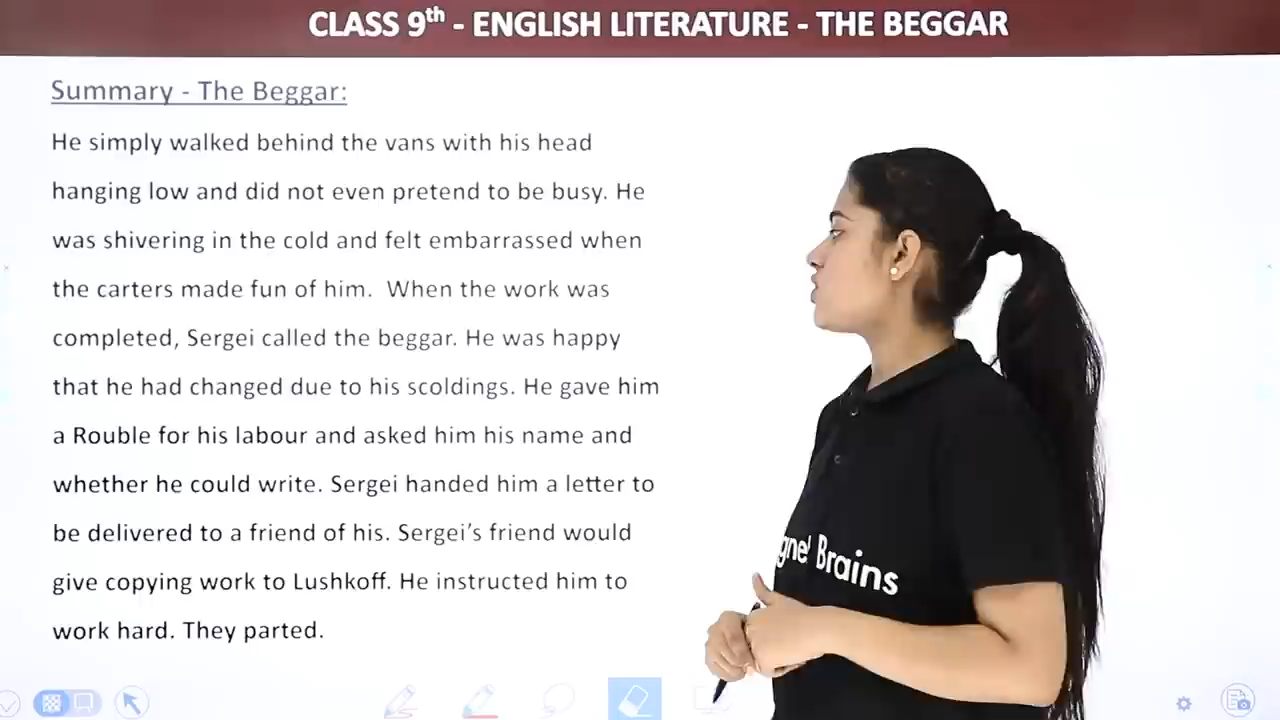 CLASS 9th - ENGLISH LITERATURE - THE BEGGAR
Summary - The Beggar:
He simply walked behind the vans with his head
hanging low and did not even pretend to be busy. He
was shivering in the cold and felt embarrassed when
the carters made fun of him.  When the work was
completed, Sergei called the beggar. He was happy
that he had changed due to his scoldings. He gave him
a Rouble for his labour and asked him his name and
whether he could write. Sergei handed him a letter to
be delivered to a friend of his. Sergei’s friend would
give copying work to Lushkoff. He instructed him to
work hard. They parted.
Brains